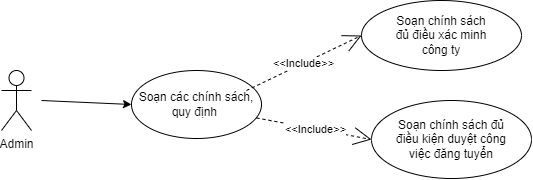 Soạn chính sách
đủ điều xác minh
công ty
<<Include>>
Soạn các chính sách,
quy định
<<Include>>
Soạn chính sách đủ
điều kiện duyệt công
việc đăng tuyển
Admin